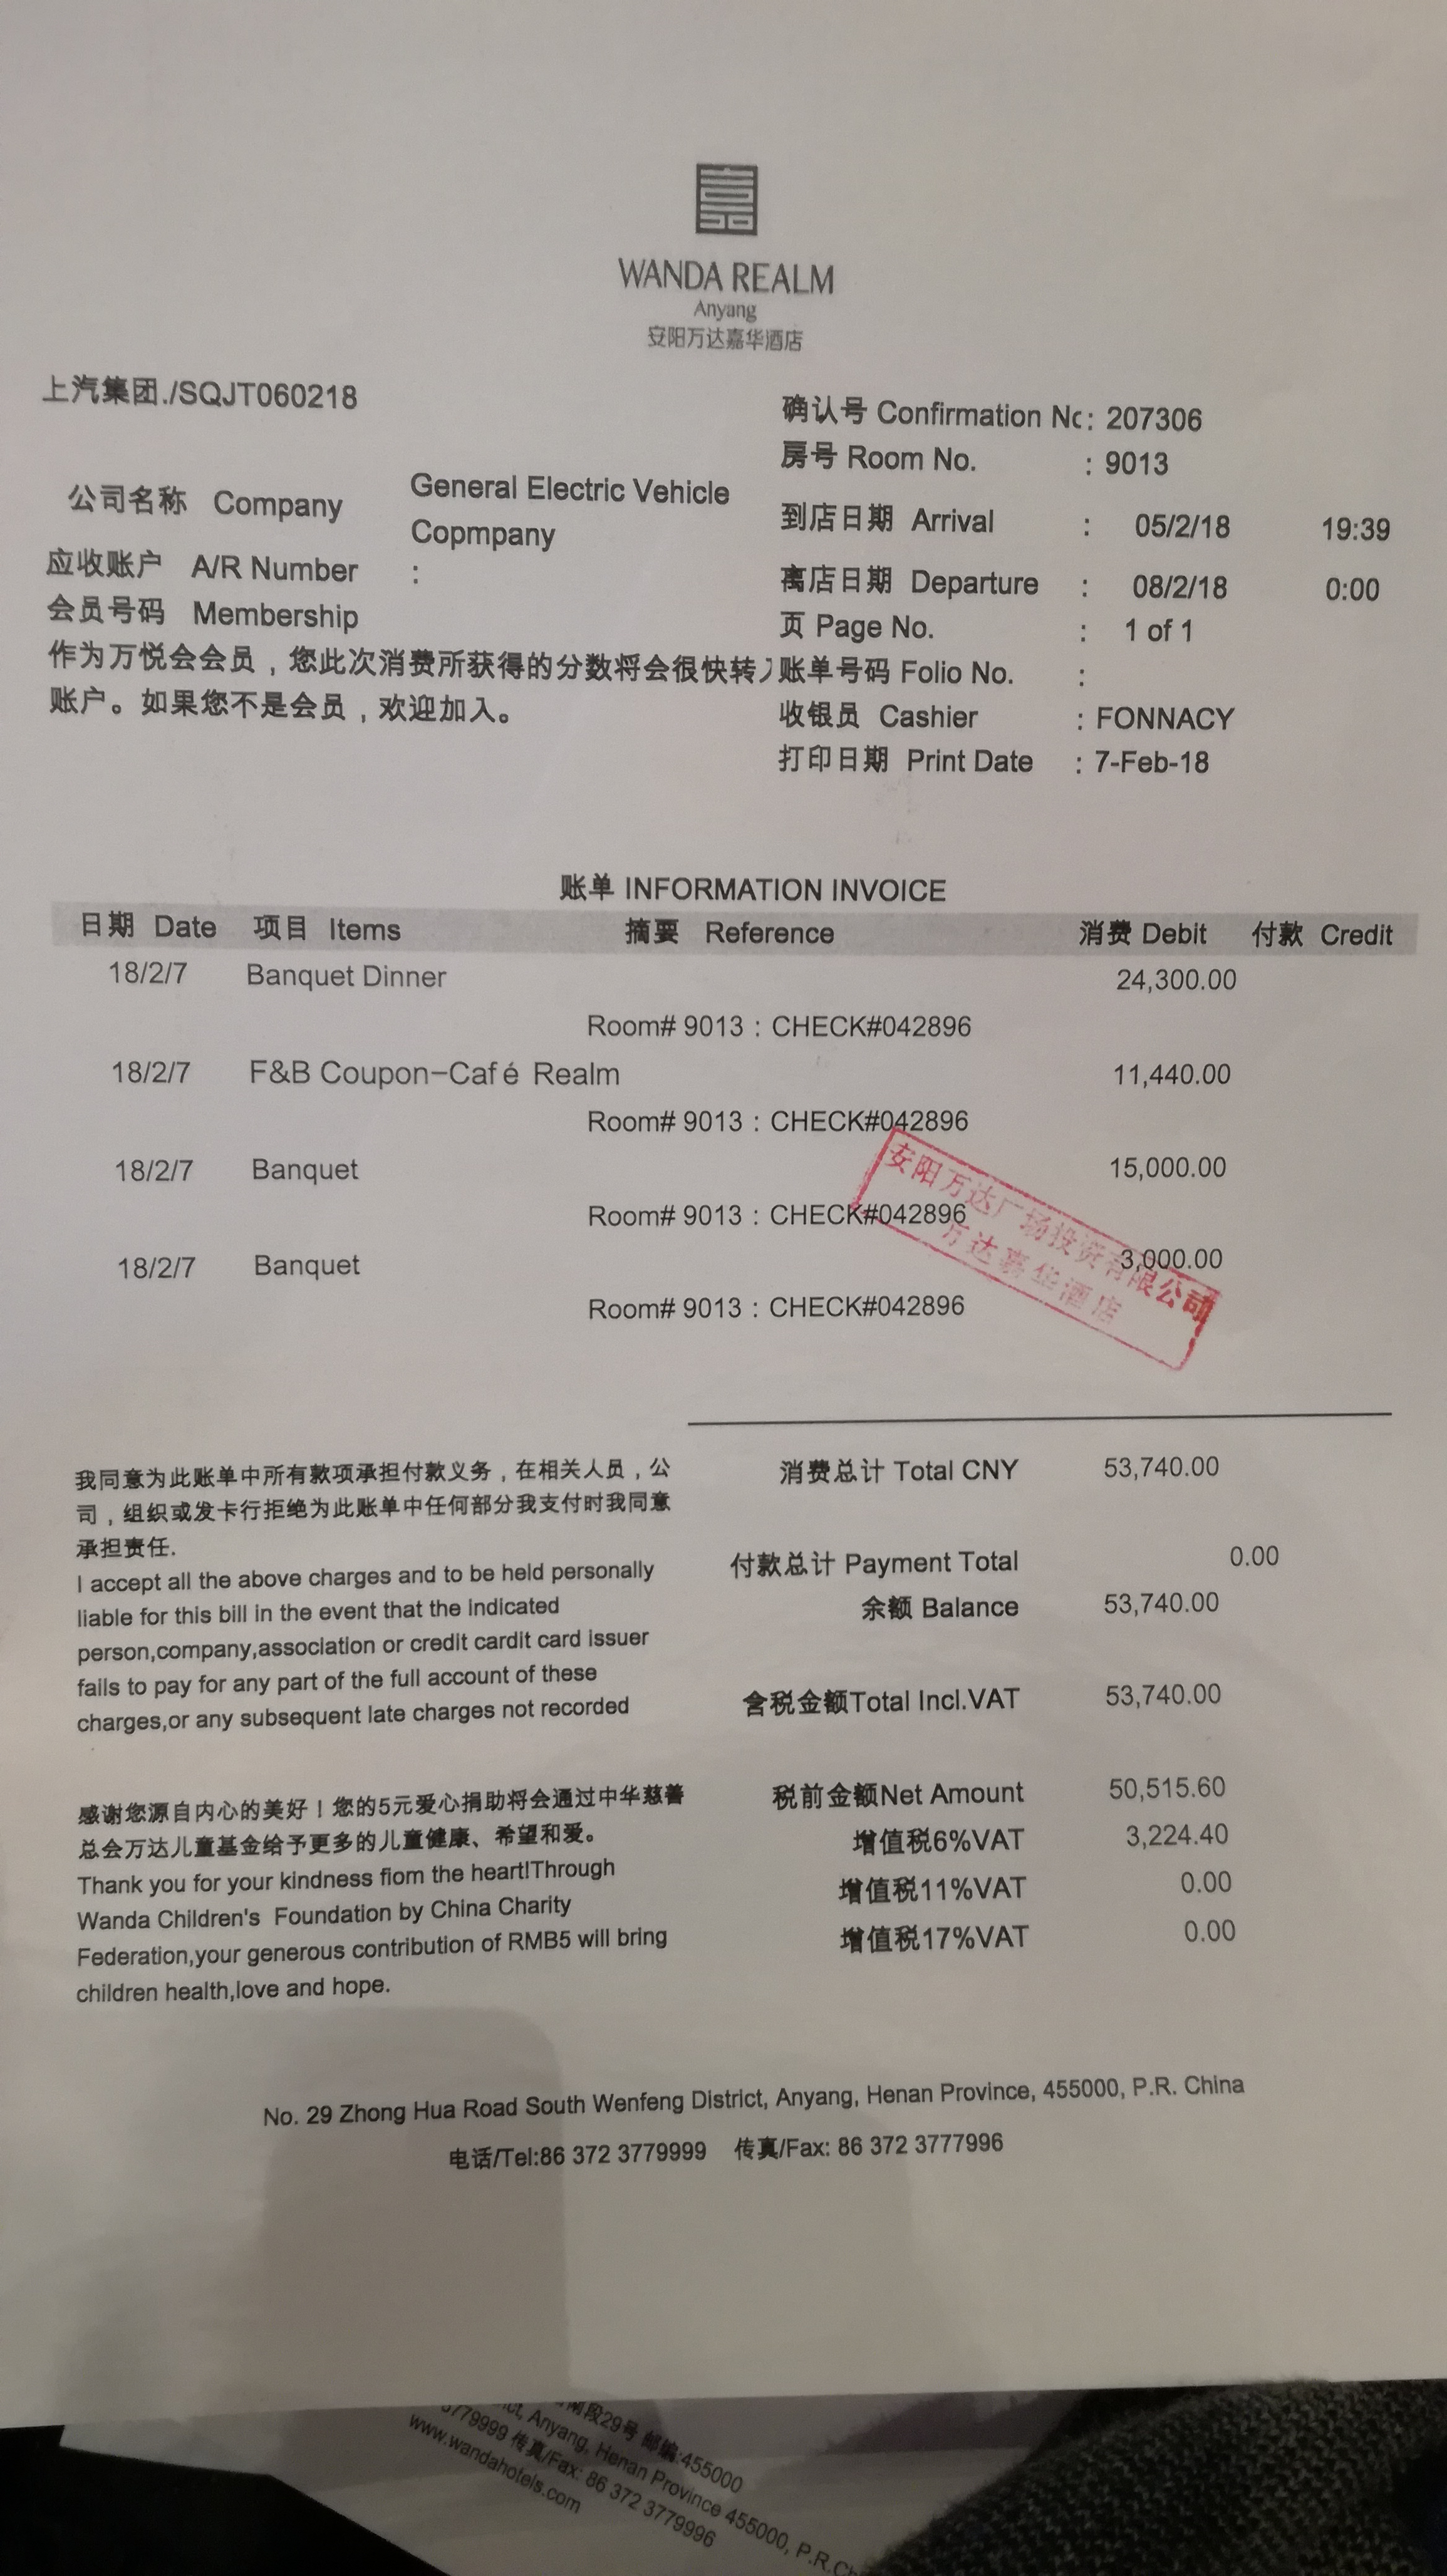 WANDA REALM
Anyang
安阳万达嘉华酒店
上汽集团./SQJT060218
公司名称 Company General Electric Vehicle
Copmpany
应收账户 A/R Number :
会员号码 Membership
作为万悦会会员，您此次消费所获得的分数将会很快转入
账户。如果您不是会员，欢迎加入。
确认号 Confirmation No : 207306
房号 Room No. : 9013
到店日期 Arrival : 05/2/18 19:39
离店日期 Departure : 08/2/18 0:00
页 Page No. : 1 of 1
账单号码 Folio No. :
收银员 Cashier : FONNACY
打印日期 Print Date : 7-Feb-18
账单 INFORMATION INVOICE
日期 Date 项目 Items 摘要 Reference 消费 Debit 付款 Credit
18/2/7 Banquet Dinner 24,300.00
Room# 9013 : CHECK#042896
18/2/7 F&B Coupon-Café Realm 11,440.00
Room# 9013 : CHECK#042896
18/2/7 Banquet 15,000.00
Room# 9013 : CHECK#042896
18/2/7 Banquet 3,000.00
Room# 9013 : CHECK#042896
安阳万达广场投资有限公司
万达嘉华酒店
我同意为此账单中所有款项承担付款义务，在相关人员，公
司，组织或发卡行拒绝为此账单中任何部分我支付时我同意
承担责任.
I accept all the above charges and to be held personally
liable for this bill in the event that the indicated
person,company,association or credit cardit card issuer
fails to pay for any part of the full account of these
charges,or any subsequent late charges not recorded
消费总计 Total CNY 53,740.00
付款总计 Payment Total 0.00
余额 Balance 53,740.00
含税金额Total Incl.VAT 53,740.00
税前金额Net Amount 50,515.60
增值税6%VAT 3,224.40
增值税11%VAT 0.00
增值税17%VAT 0.00
感谢您源自内心的美好！您的5元爱心捐助将会通过中华慈善
总会万达儿童基金给予更多的儿童健康、希望和爱。
Thank you for your kindness fiom the heart!Through
Wanda Children's Foundation by China Charity
Federation,your generous contribution of RMB5 will bring
children health,love and hope.
No. 29 Zhong Hua Road South Wenfeng District, Anyang, Henan Province, 455000, P.R. China
电话/Tel:86 372 3779999 传真/Fax: 86 372 3777996
南段29号 邮编:455000
Anyang, Henan Province 455000, P.R.Ch
3779999 传真/Fax: 86 372 3779996
www.wandahotels.com